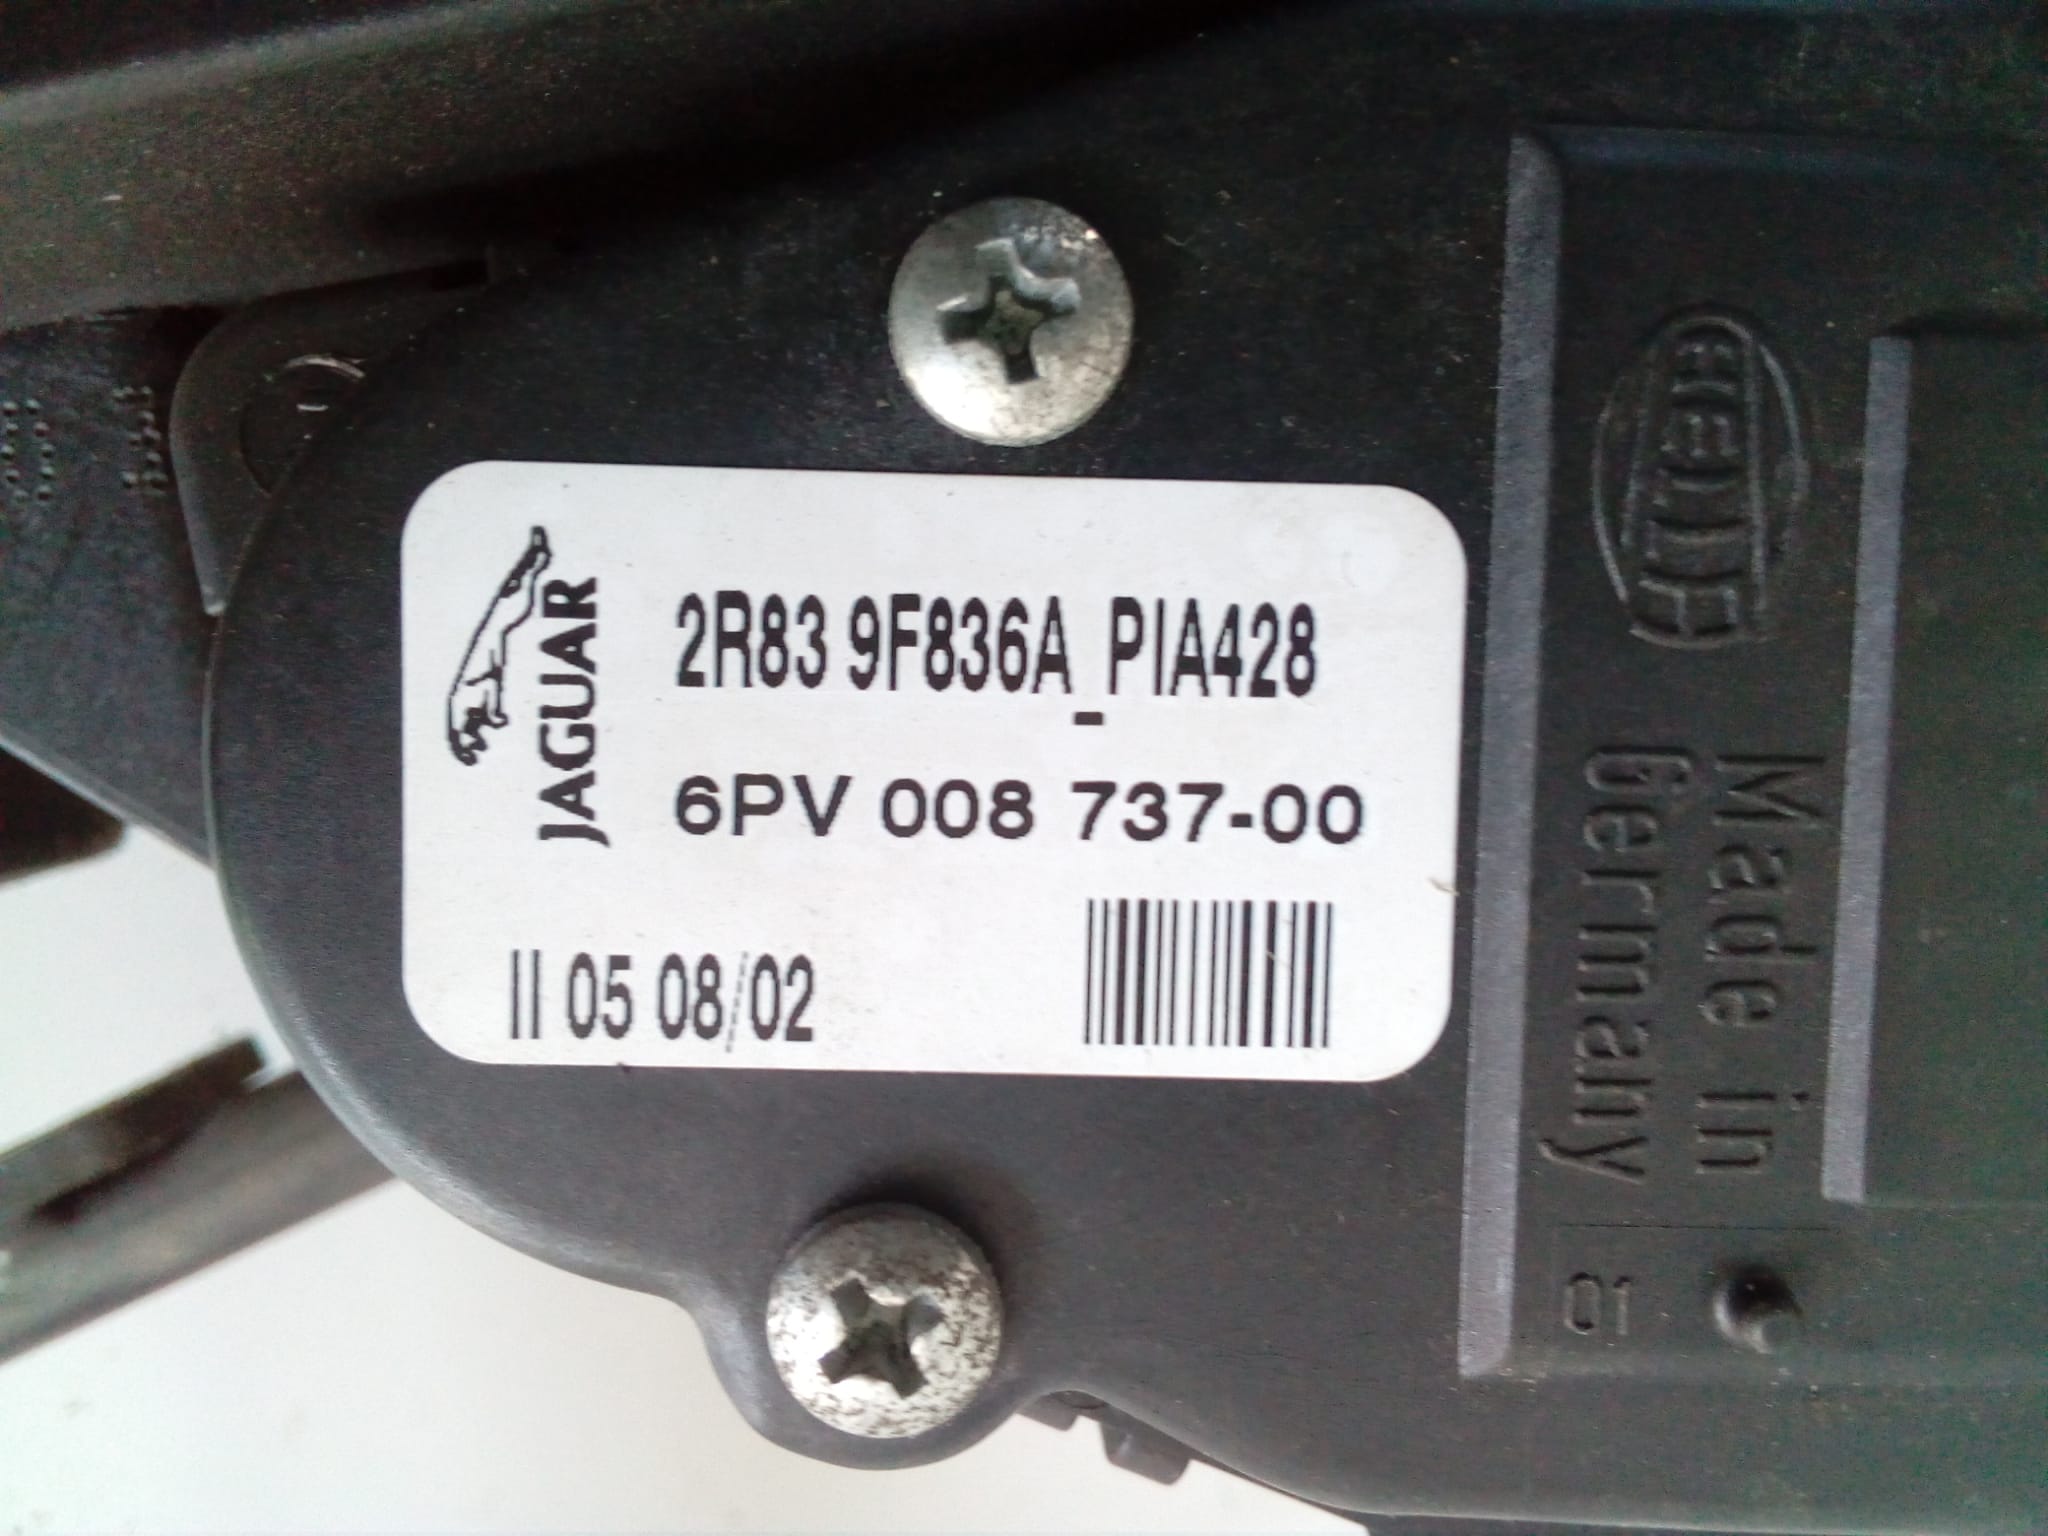 JAGUAR
2R83 9F836A_PIA428
-
6PV 008 737-00
II 05 08/02
HELLA
Made in
Germany
01